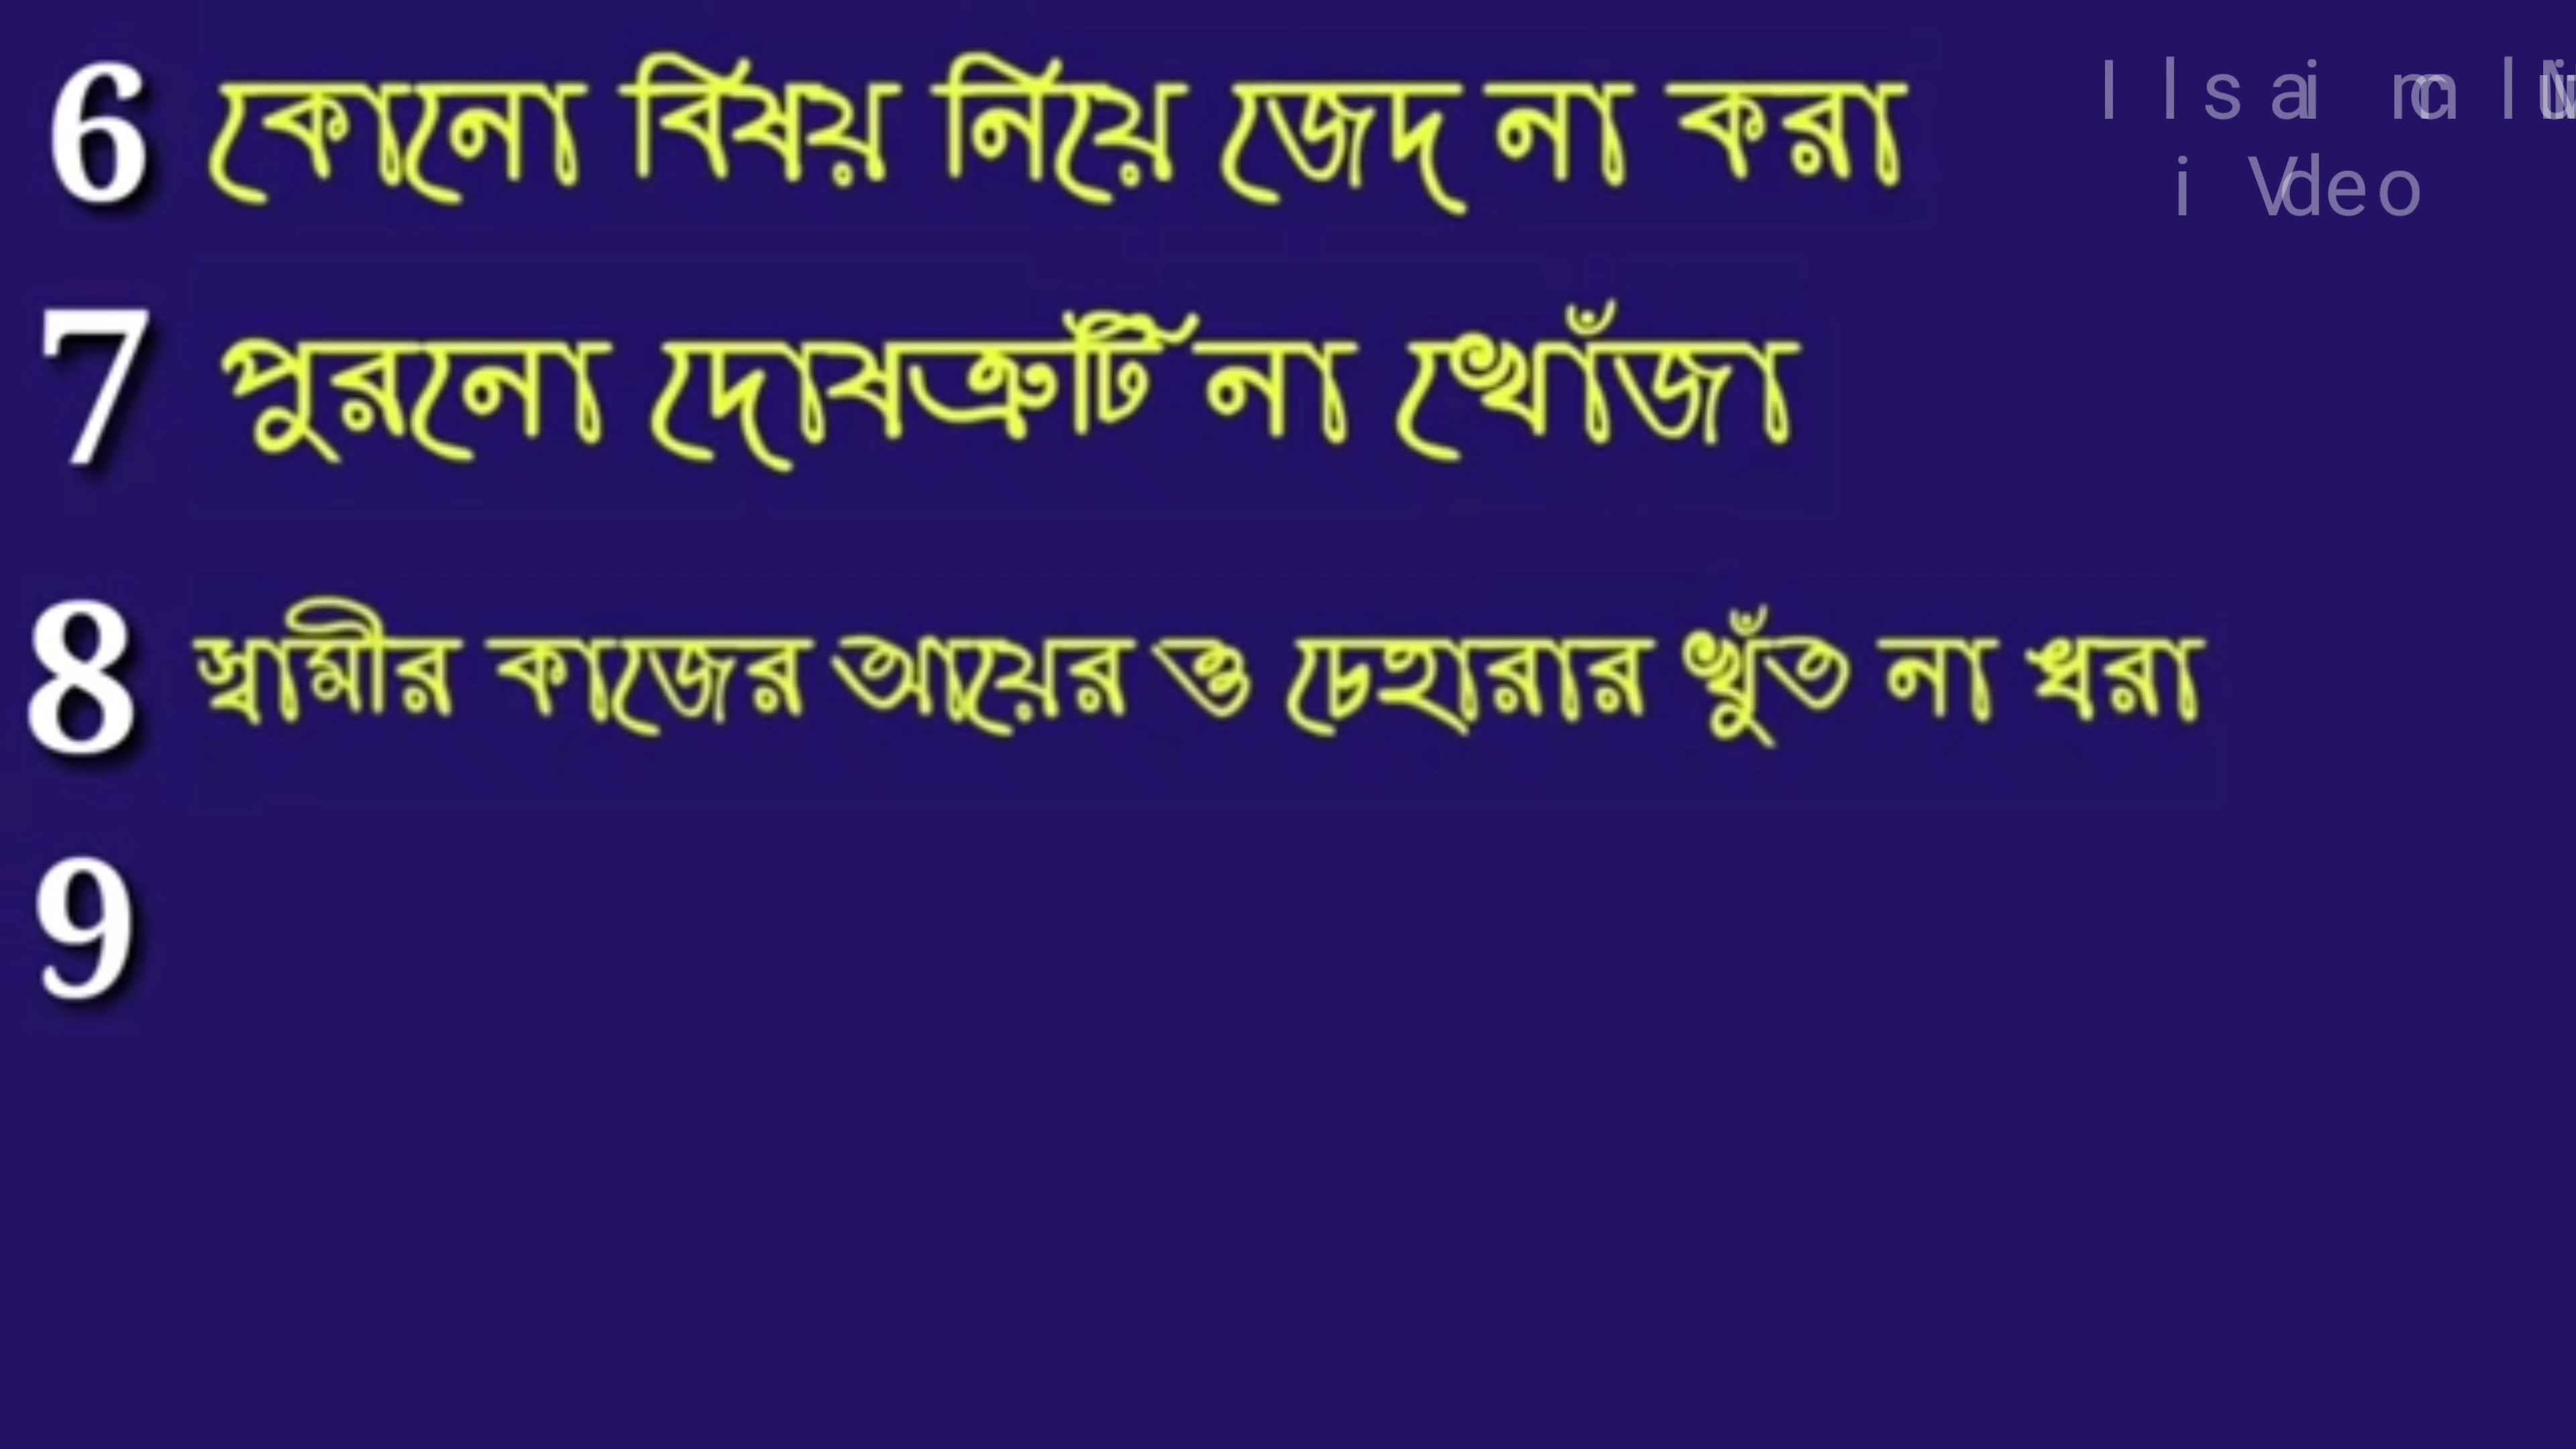 6 কোনো বিষয় নিয়ে জেদ না করা
7 পুরনো দোষত্রুটি না খোঁজা
8 স্বামীর কাজের আয়ের ও চেহারার খুঁত না ধরা
9